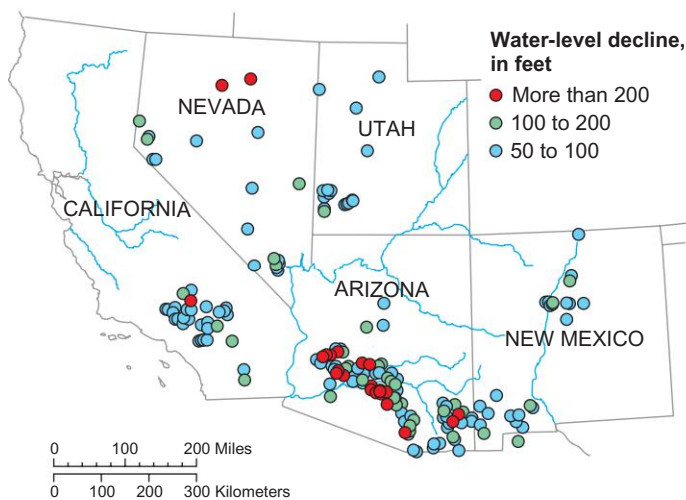 Water-level decline,
in feet
More than 200
100 to 200
50 to 100
NEVADA
UTAH
CALIFORNIA
ARIZONA
NEW MEXICO
0 100 200 Miles
0 100 200 300 Kilometers